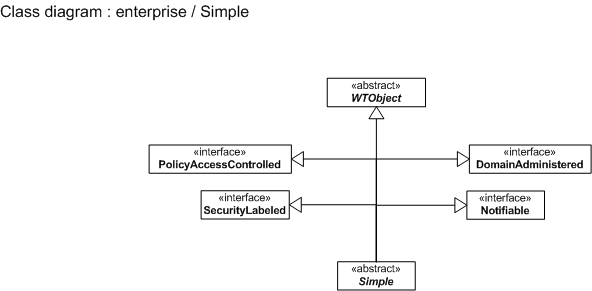 Class diagram : enterprise / Simple
«abstract»
WTObject
«interface»
PolicyAccessControlled
«interface»
DomainAdministered
«interface»
SecurityLabeled
«interface»
Notifiable
«abstract»
Simple